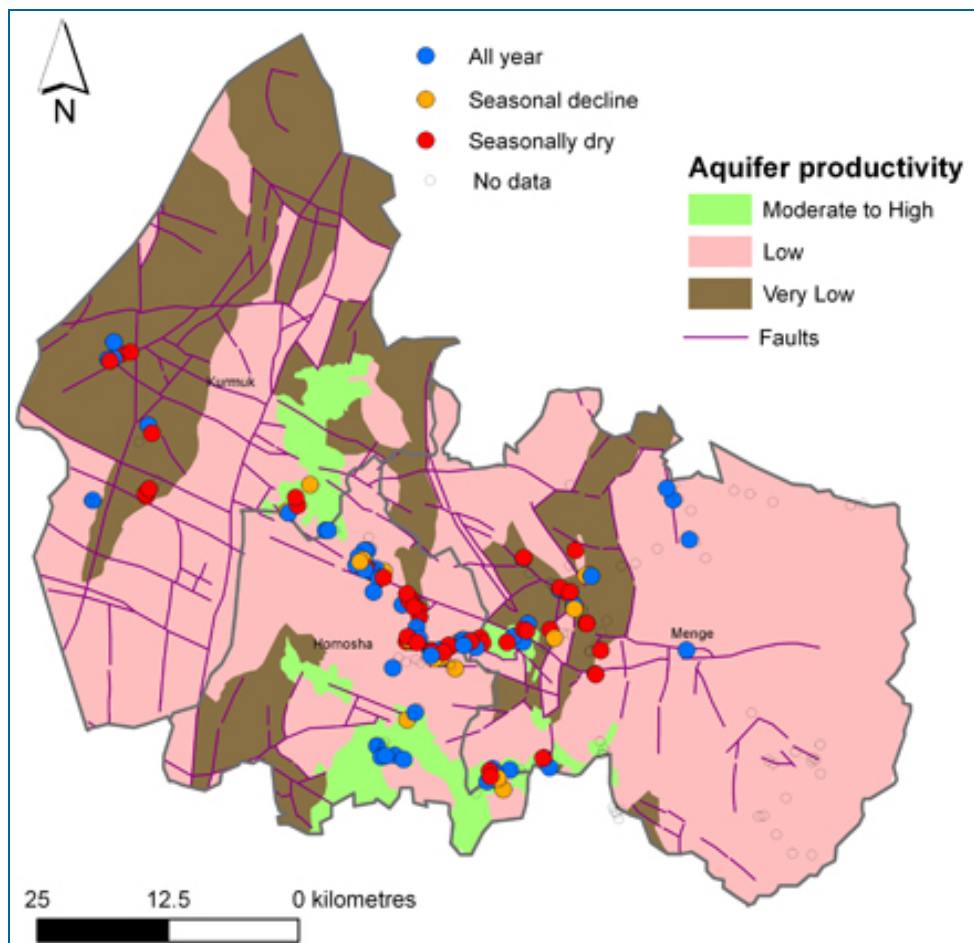 N
All year
Seasonal decline
Seasonally dry
No data
Aquifer productivity
Moderate to High
Low
Very Low
Faults
Kurmuk
Homosha
Menge
25 12.5 0 kilometres